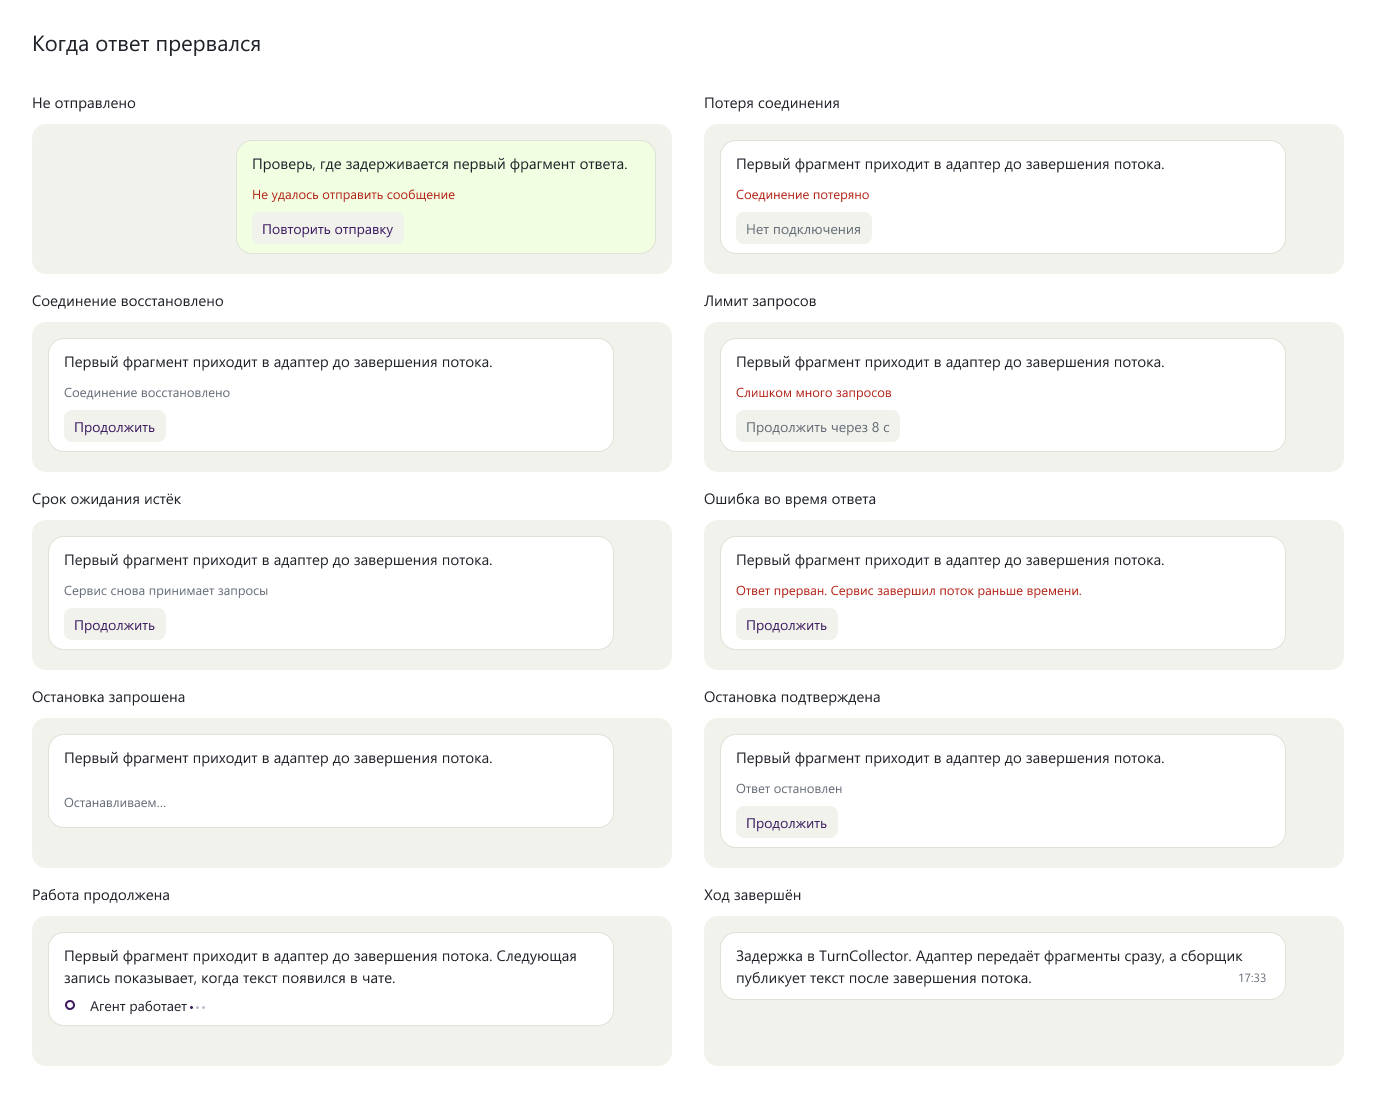 Когда ответ прервался
Не отправлено
Проверь, где задерживается первый фрагмент ответа.
Не удалось отправить сообщение
Повторить отправку
Потеря соединения
Первый фрагмент приходит в адаптер до завершения потока.
Соединение потеряно
Нет подключения
Соединение восстановлено
Первый фрагмент приходит в адаптер до завершения потока.
Соединение восстановлено
Продолжить
Лимит запросов
Первый фрагмент приходит в адаптер до завершения потока.
Слишком много запросов
Продолжить через 8 с
Срок ожидания истёк
Первый фрагмент приходит в адаптер до завершения потока.
Сервис снова принимает запросы
Продолжить
Ошибка во время ответа
Первый фрагмент приходит в адаптер до завершения потока.
Ответ прерван. Сервис завершил поток раньше времени.
Продолжить
Остановка запрошена
Первый фрагмент приходит в адаптер до завершения потока.
Останавливаем...
Остановка подтверждена
Первый фрагмент приходит в адаптер до завершения потока.
Ответ остановлен
Продолжить
Работа продолжена
Первый фрагмент приходит в адаптер до завершения потока. Следующая
запись показывает, когда текст появился в чате.
Агент работает
Ход завершён
Задержка в TurnCollector. Адаптер передаёт фрагменты сразу, а сборщик
публикует текст после завершения потока.
17:33